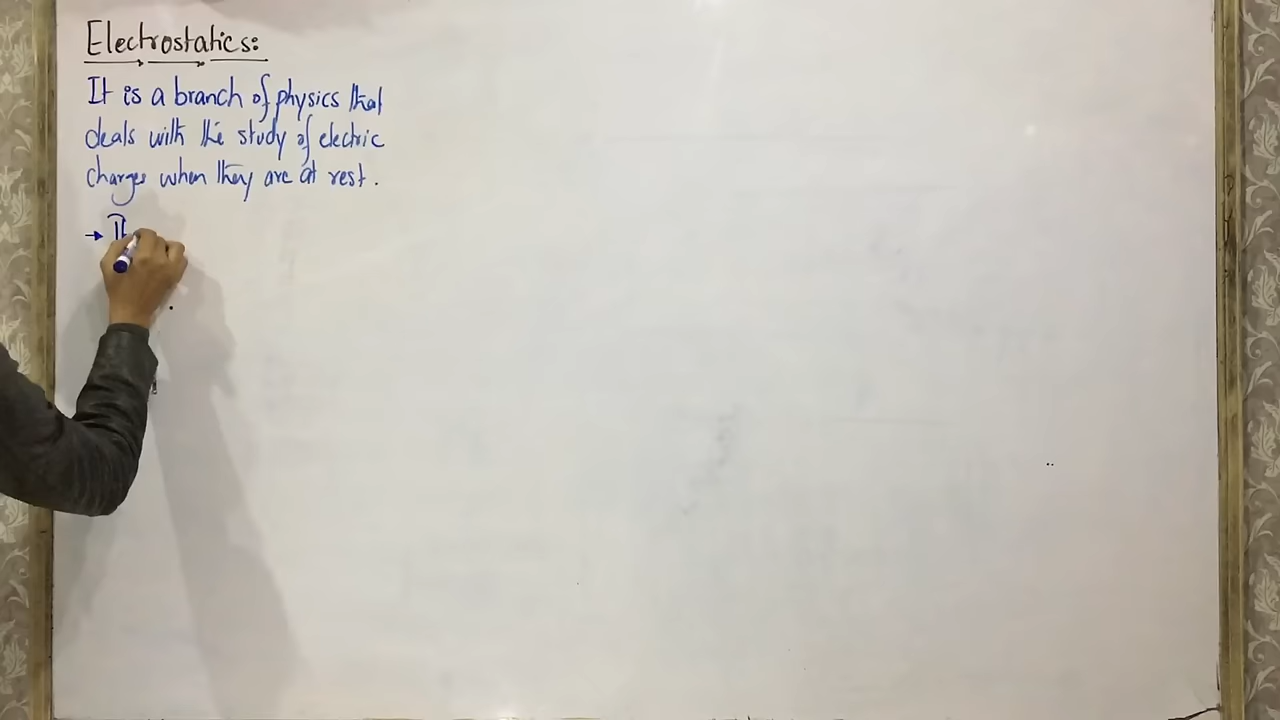 Electrostatics:
It is a branch of physics that
deals with the study of electric
charges when they are at rest.
→